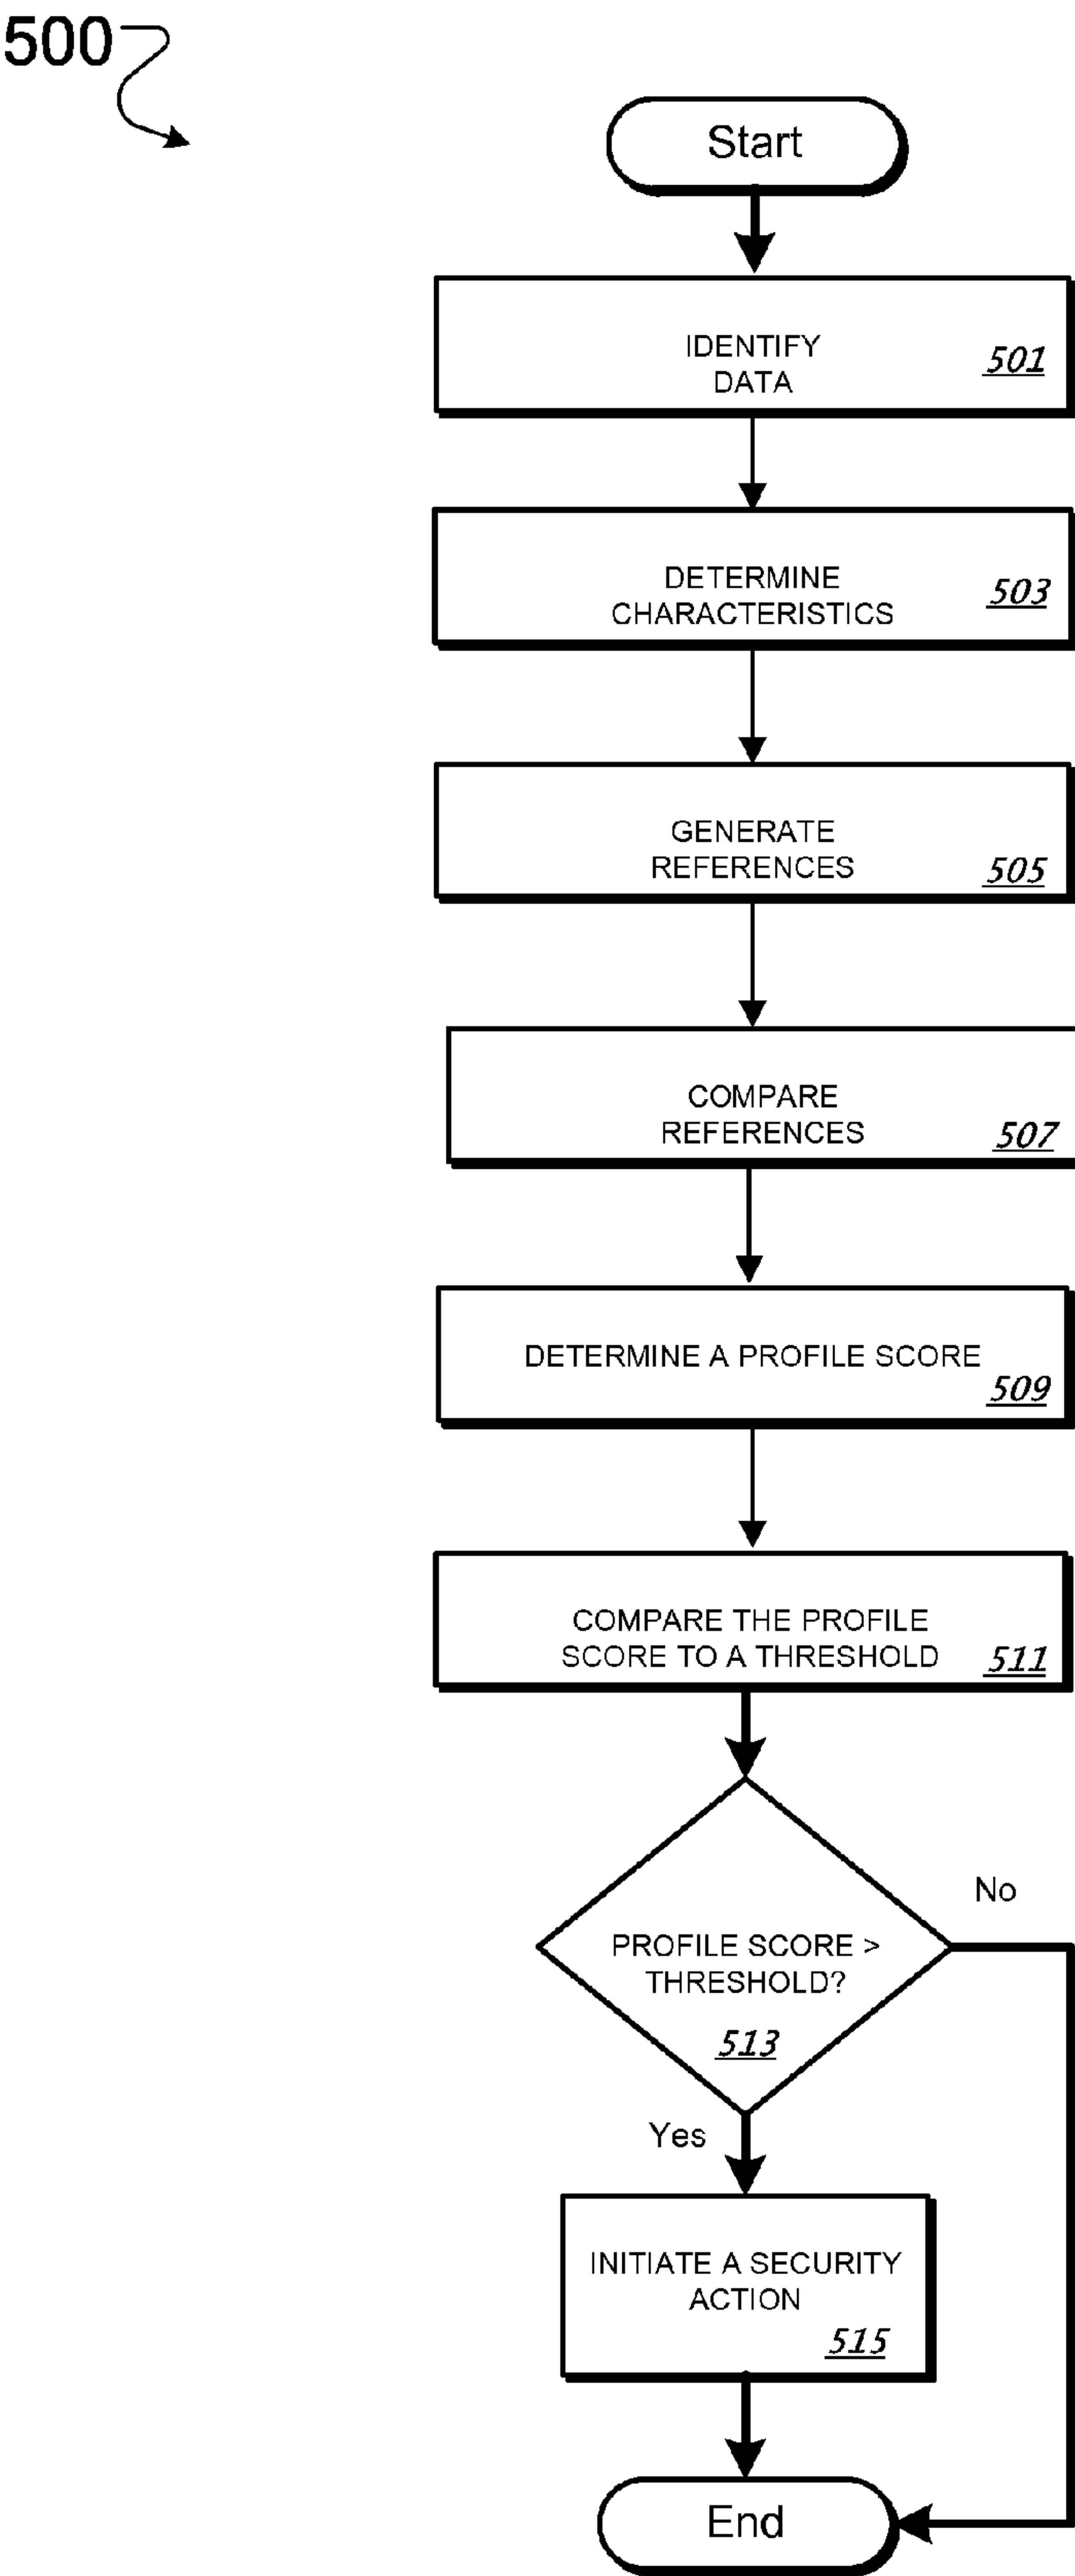 500
Start
IDENTIFY
DATA
501
DETERMINE
CHARACTERISTICS
503
GENERATE
REFERENCES
505
COMPARE
REFERENCES
507
DETERMINE A PROFILE SCORE
509
COMPARE THE PROFILE
SCORE TO A THRESHOLD
511
No
PROFILE SCORE >
THRESHOLD?
513
Yes
INITIATE A SECURITY
ACTION
515
End